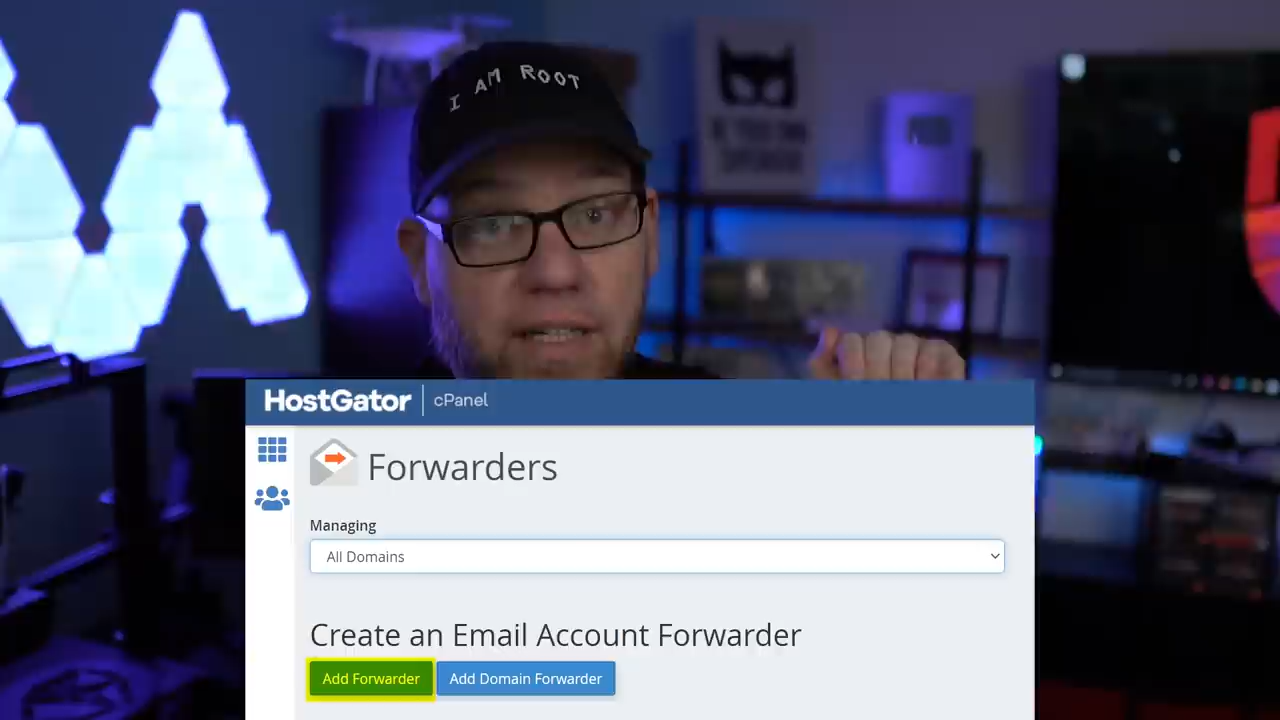 I AM ROOT
HostGator | cPanel
Forwarders
Managing
All Domains
Create an Email Account Forwarder
Add Forwarder
Add Domain Forwarder